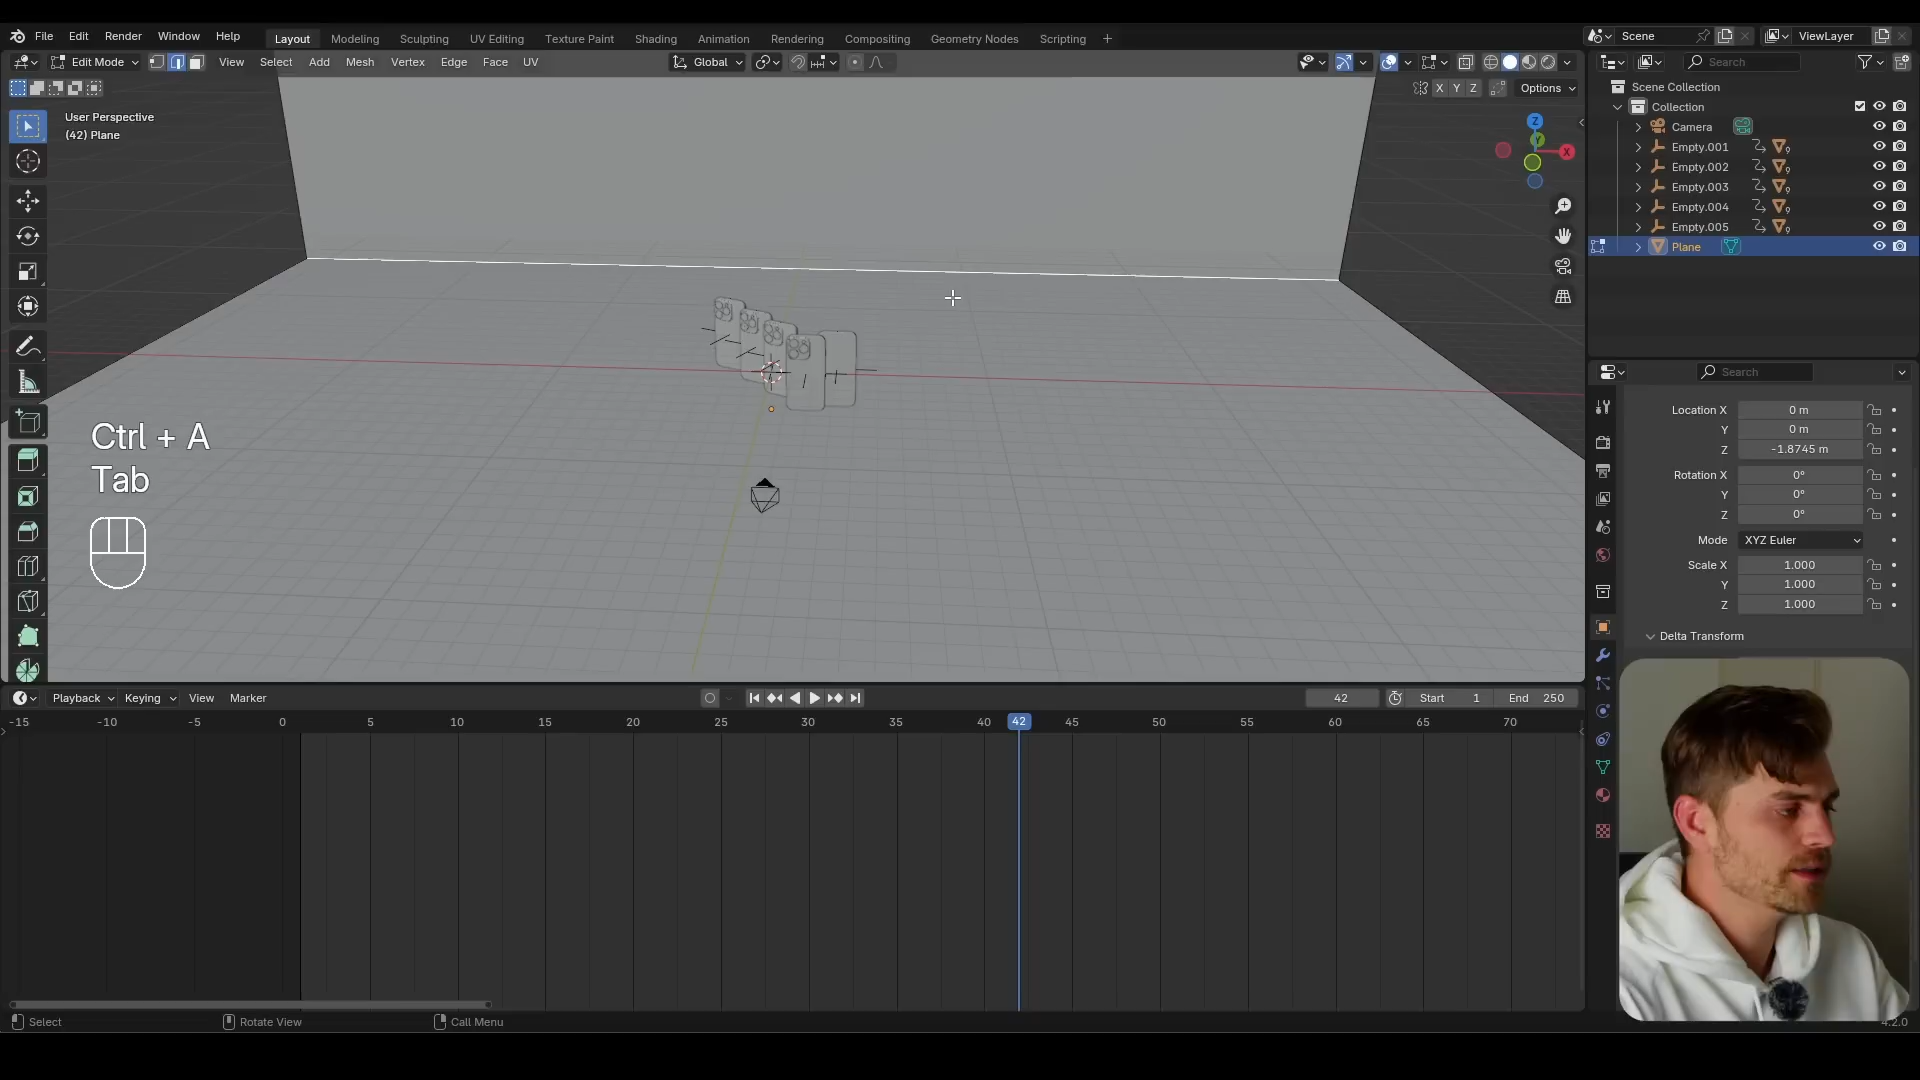 File Edit Render Window Help
Layout Modeling Sculpting UV Editing Texture Paint Shading Animation Rendering Compositing Geometry Nodes Scripting +
Scene
ViewLayer
Edit Mode View Select Add Mesh Vertex Edge Face UV
Global
Search
X Y Z Options
Scene Collection
Collection
Camera
Empty.001
Empty.002
Empty.003
Empty.004
Empty.005
Plane
User Perspective
(42) Plane
Z
Y
X
Search
Location X 0 m
Y 0 m
Z -1.8745 m
Rotation X 0°
Y 0°
Z 0°
Mode XYZ Euler
Scale X 1.000
Y 1.000
Z 1.000
Delta Transform
Ctrl + A
Tab
Playback Keying View Marker
42 Start 1 End 250
-15 -10 -5 0 5 10 15 20 25 30 35 40 42 45 50 55 60 65 70
Select Rotate View Call Menu
4.2.0